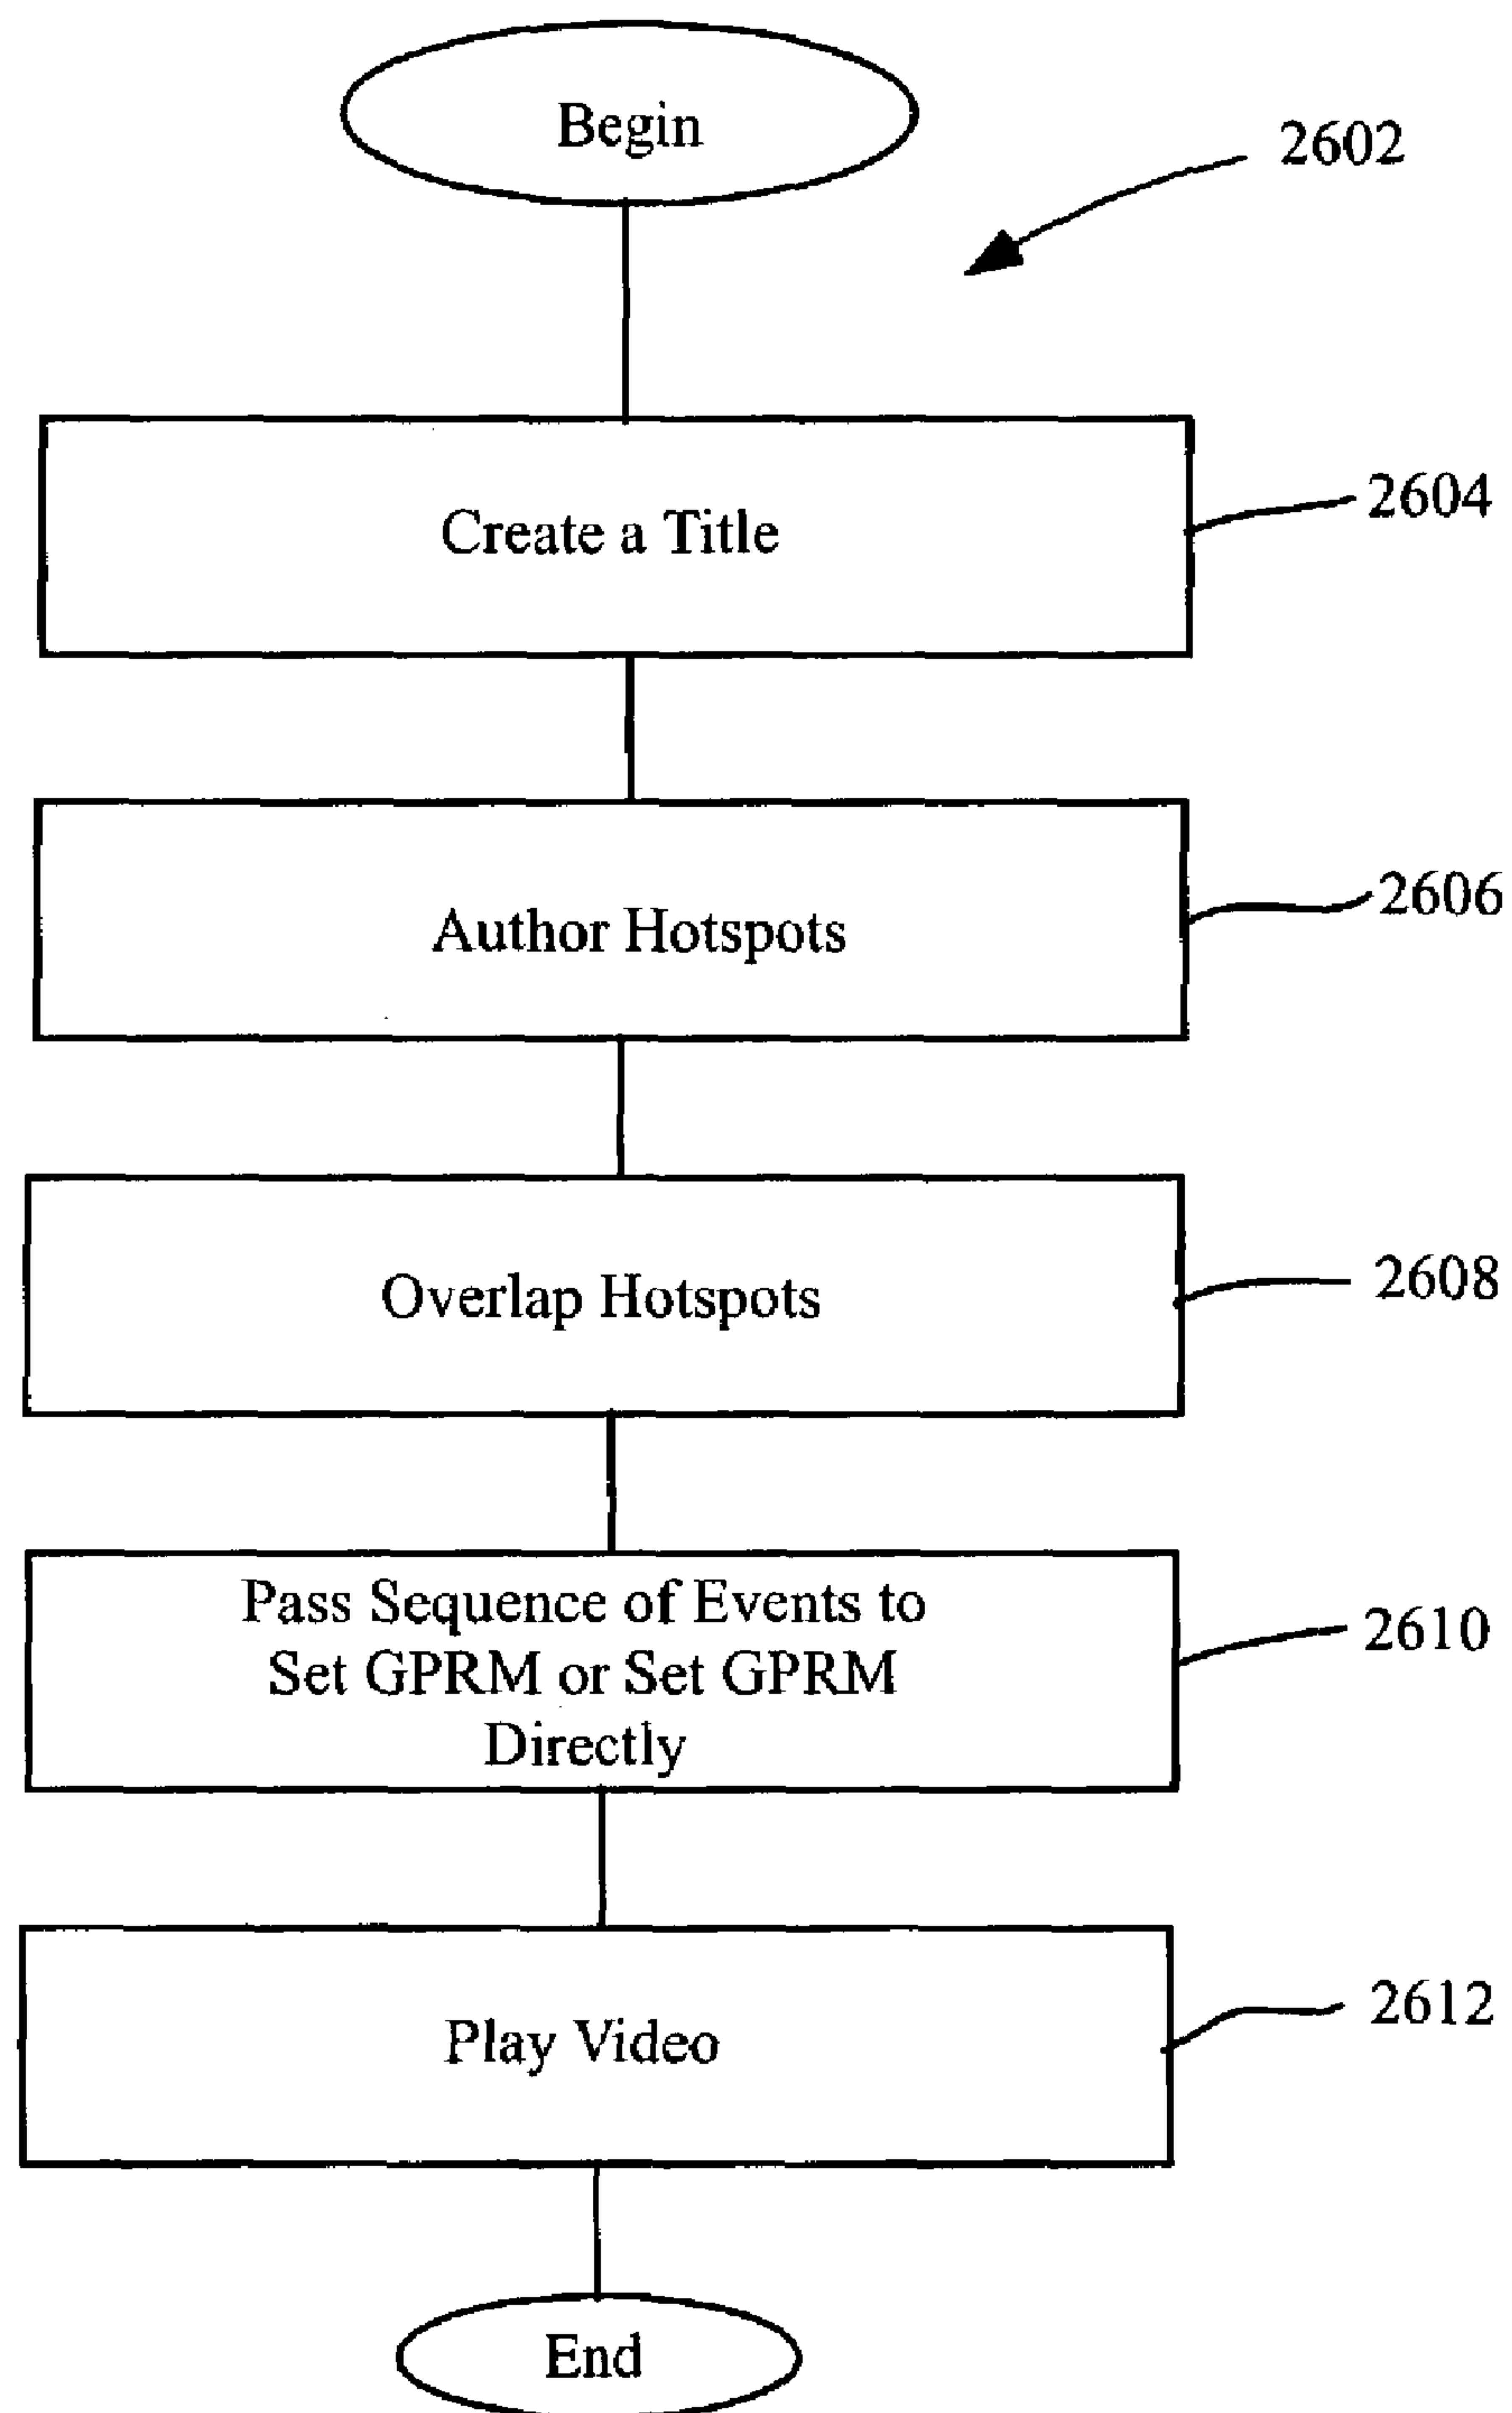 Begin
2602
Create a Title
2604
Author Hotspots
2606
Overlap Hotspots
2608
Pass Sequence of Events to
Set GPRM or Set GPRM
Directly
2610
Play Video
2612
End